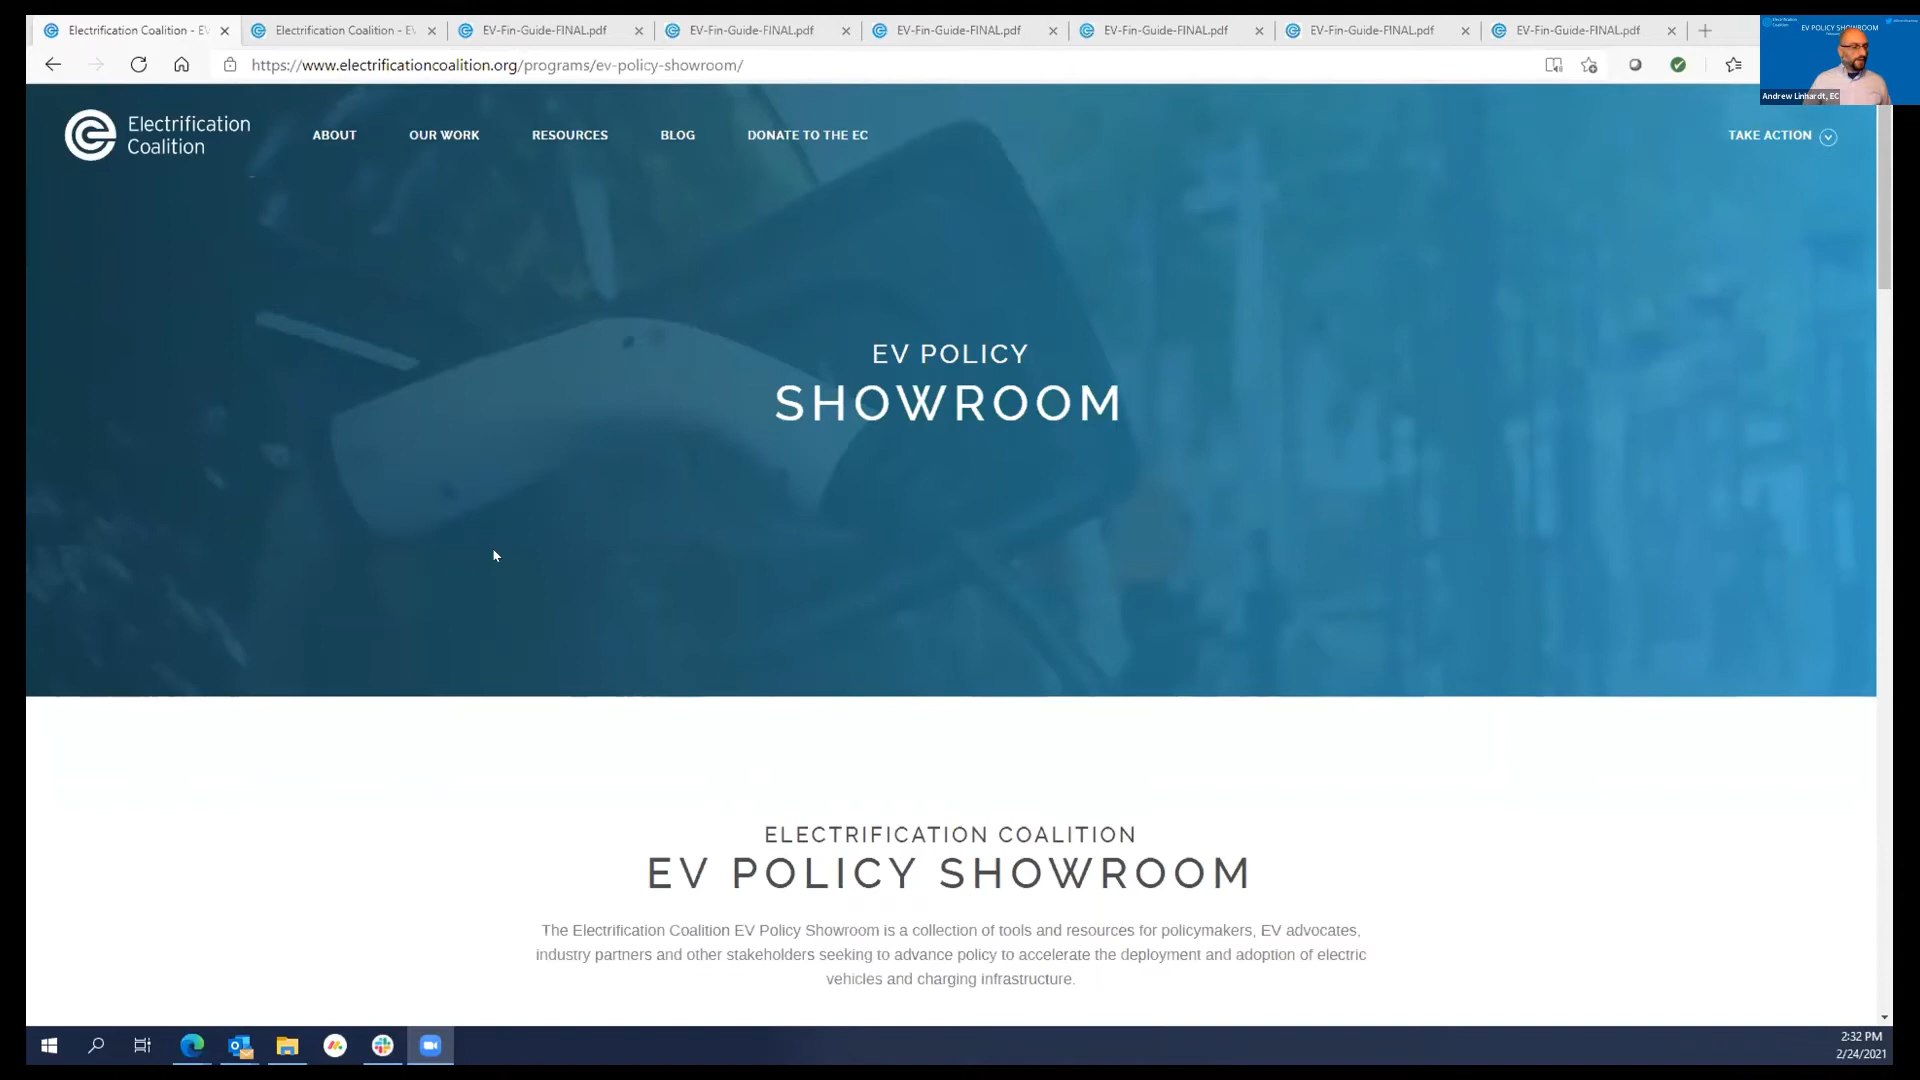 Electrification Coalition - EV
Electrification Coalition - EV
EV-Fin-Guide-FINAL.pdf
EV-Fin-Guide-FINAL.pdf
EV-Fin-Guide-FINAL.pdf
EV-Fin-Guide-FINAL.pdf
EV-Fin-Guide-FINAL.pdf
EV-Fin-Guide-FINAL.pdf
https://www.electrificationcoalition.org/programs/ev-policy-showroom/
EV POLICY SHOWROOM
Andrew Linhardt, EC
Electrification
Coalition
ABOUT
OUR WORK
RESOURCES
BLOG
DONATE TO THE EC
TAKE ACTION
EV POLICY
SHOWROOM
ELECTRIFICATION COALITION
EV POLICY SHOWROOM
The Electrification Coalition EV Policy Showroom is a collection of tools and resources for policymakers, EV advocates,
industry partners and other stakeholders seeking to advance policy to accelerate the deployment and adoption of electric
vehicles and charging infrastructure.
2:32 PM
2/24/2021